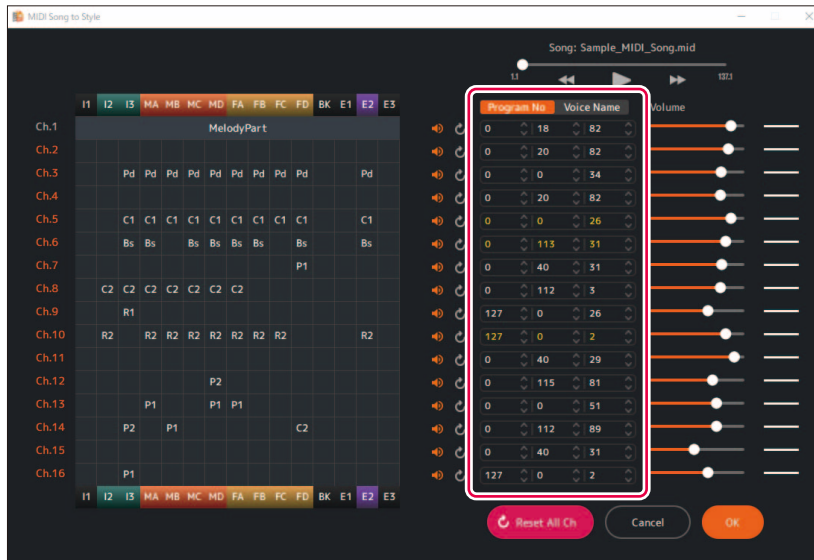 MIDI Song to Style
Song: Sample_MIDI_Song.mid
1.1 137.1
I1 I2 I3 MA MB MC MD FA FB FC FD BK E1 E2 E3 Program No Voice Name Volume
Ch.1 MelodyPart 0 18 82
Ch.2 0 20 82
Ch.3 Pd Pd Pd Pd Pd Pd Pd Pd Pd Pd 0 0 34
Ch.4 0 20 82
Ch.5 C1 C1 C1 C1 C1 C1 C1 C1 C1 C1 0 0 26
Ch.6 Bs Bs Bs Bs Bs Bs Bs Bs 0 113 31
Ch.7 P1 0 40 31
Ch.8 C2 C2 C2 C2 C2 C2 C2 0 112 3
Ch.9 R1 127 0 26
Ch.10 R2 R2 R2 R2 R2 R2 R2 R2 R2 127 0 2
Ch.11 0 40 29
Ch.12 P2 0 115 81
Ch.13 P1 M1 P1 0 0 51
Ch.14 P2 P1 C2 0 112 89
Ch.15 0 40 31
Ch.16 P1 127 0 2
I1 I2 I3 MA MB MC MD FA FB FC FD BK E1 E2 E3
Reset All Ch Cancel OK